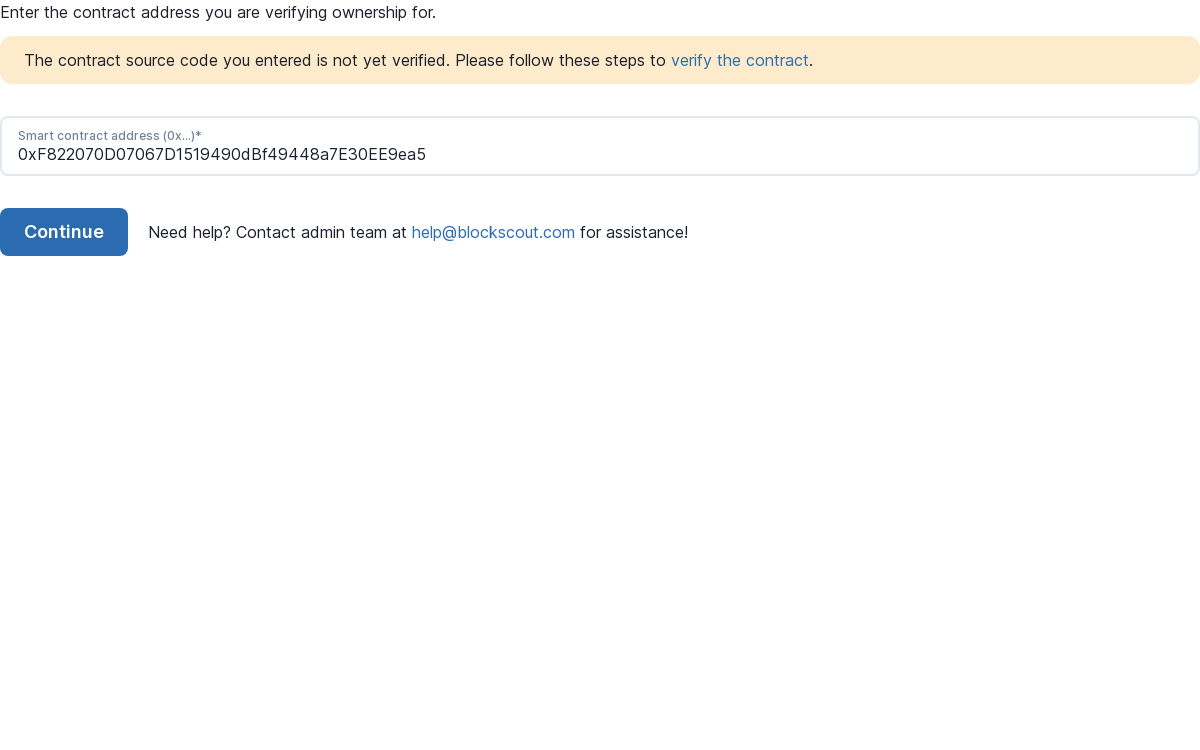 Enter the contract address you are verifying ownership for.
The contract source code you entered is not yet verified. Please follow these steps to verify the contract.
Smart contract address (0x...)*
0xF822070D07067D1519490dBf49448a7E30EE9ea5
Continue
Need help? Contact admin team at help@blockscout.com for assistance!